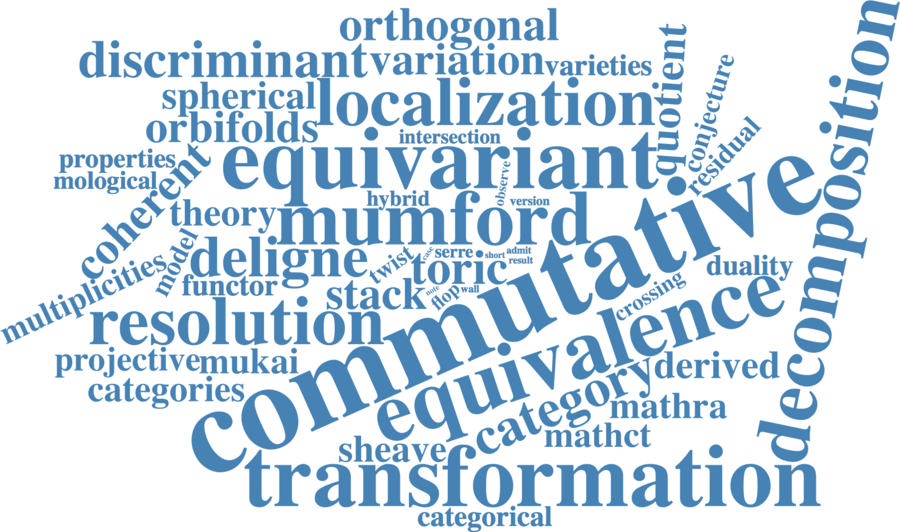 orthogonal
discriminant
variation
varieties
quotient
conjecture
residual
decomposition
spherical
localization
orbifolds
intersection
properties
mological
equivariant
observe
version
coherent
hybrid
theory
mumford
commutative
model
deligne
twist
case
serre
short
admit
result
toric
duality
multiplicities
functor
stack
note
flop
wall
crossing
resolution
equivalence
projective
mukai
derived
categories
category
mathra
mathct
sheave
transformation
categorical